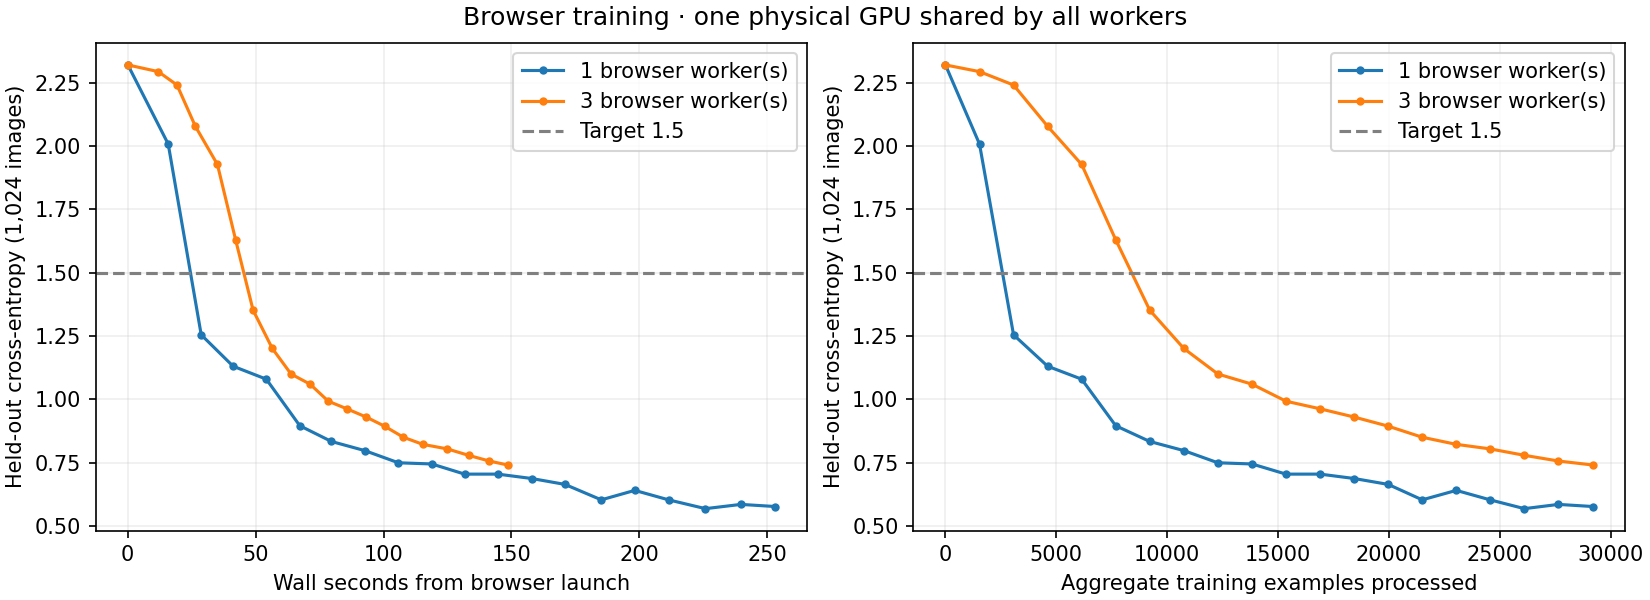 Browser training · one physical GPU shared by all workers
Held-out cross-entropy (1,024 images)
2.25
2.00
1.75
1.50
1.25
1.00
0.75
0.50
1 browser worker(s)
3 browser worker(s)
Target 1.5
0 50 100 150 200 250
Wall seconds from browser launch
Held-out cross-entropy (1,024 images)
2.25
2.00
1.75
1.50
1.25
1.00
0.75
0.50
1 browser worker(s)
3 browser worker(s)
Target 1.5
0 5000 10000 15000 20000 25000 30000
Aggregate training examples processed